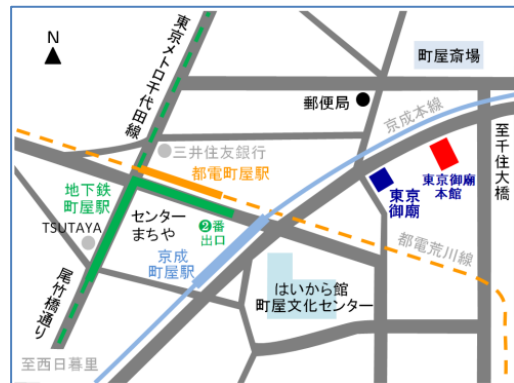 N
東京メトロ千代田線
町屋斎場
郵便局
京成本線
至千住大橋
三井住友銀行
都電町屋駅
地下鉄
町屋駅
TSUTAYA
センター
まちや
❷番
出口
京成
町屋駅
東京
御廟
東京御廟
本館
都電荒川線
はいから館
町屋文化センター
尾竹橋通り
至西日暮里